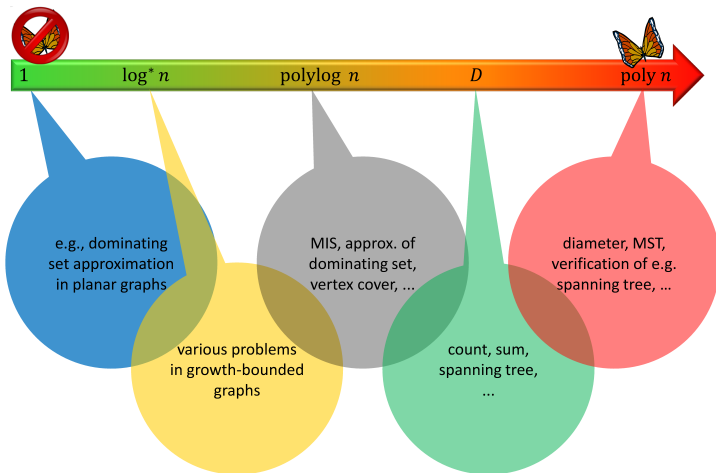 1
log* n
polylog n
D
poly n
e.g., dominating
set approximation
in planar graphs
various problems
in growth-bounded
graphs
MIS, approx. of
dominating set,
vertex cover, ...
count, sum,
spanning tree,
...
diameter, MST,
verification of e.g.
spanning tree, ...